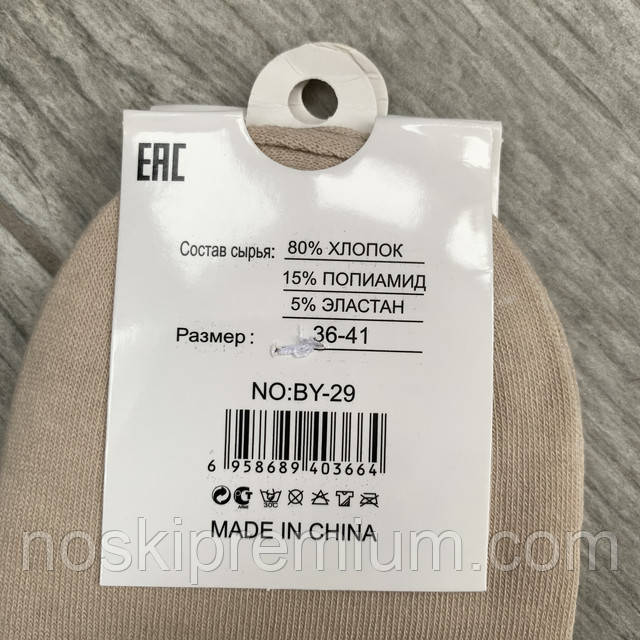 EAC
Состав сырья: 80% ХЛОПОК
15% ПОПИАМИД
5% ЭЛАСТАН
Размер : 36-41
NO:BY-29
6 958689 403664
30C
MADE IN CHINA
noskipremium.com